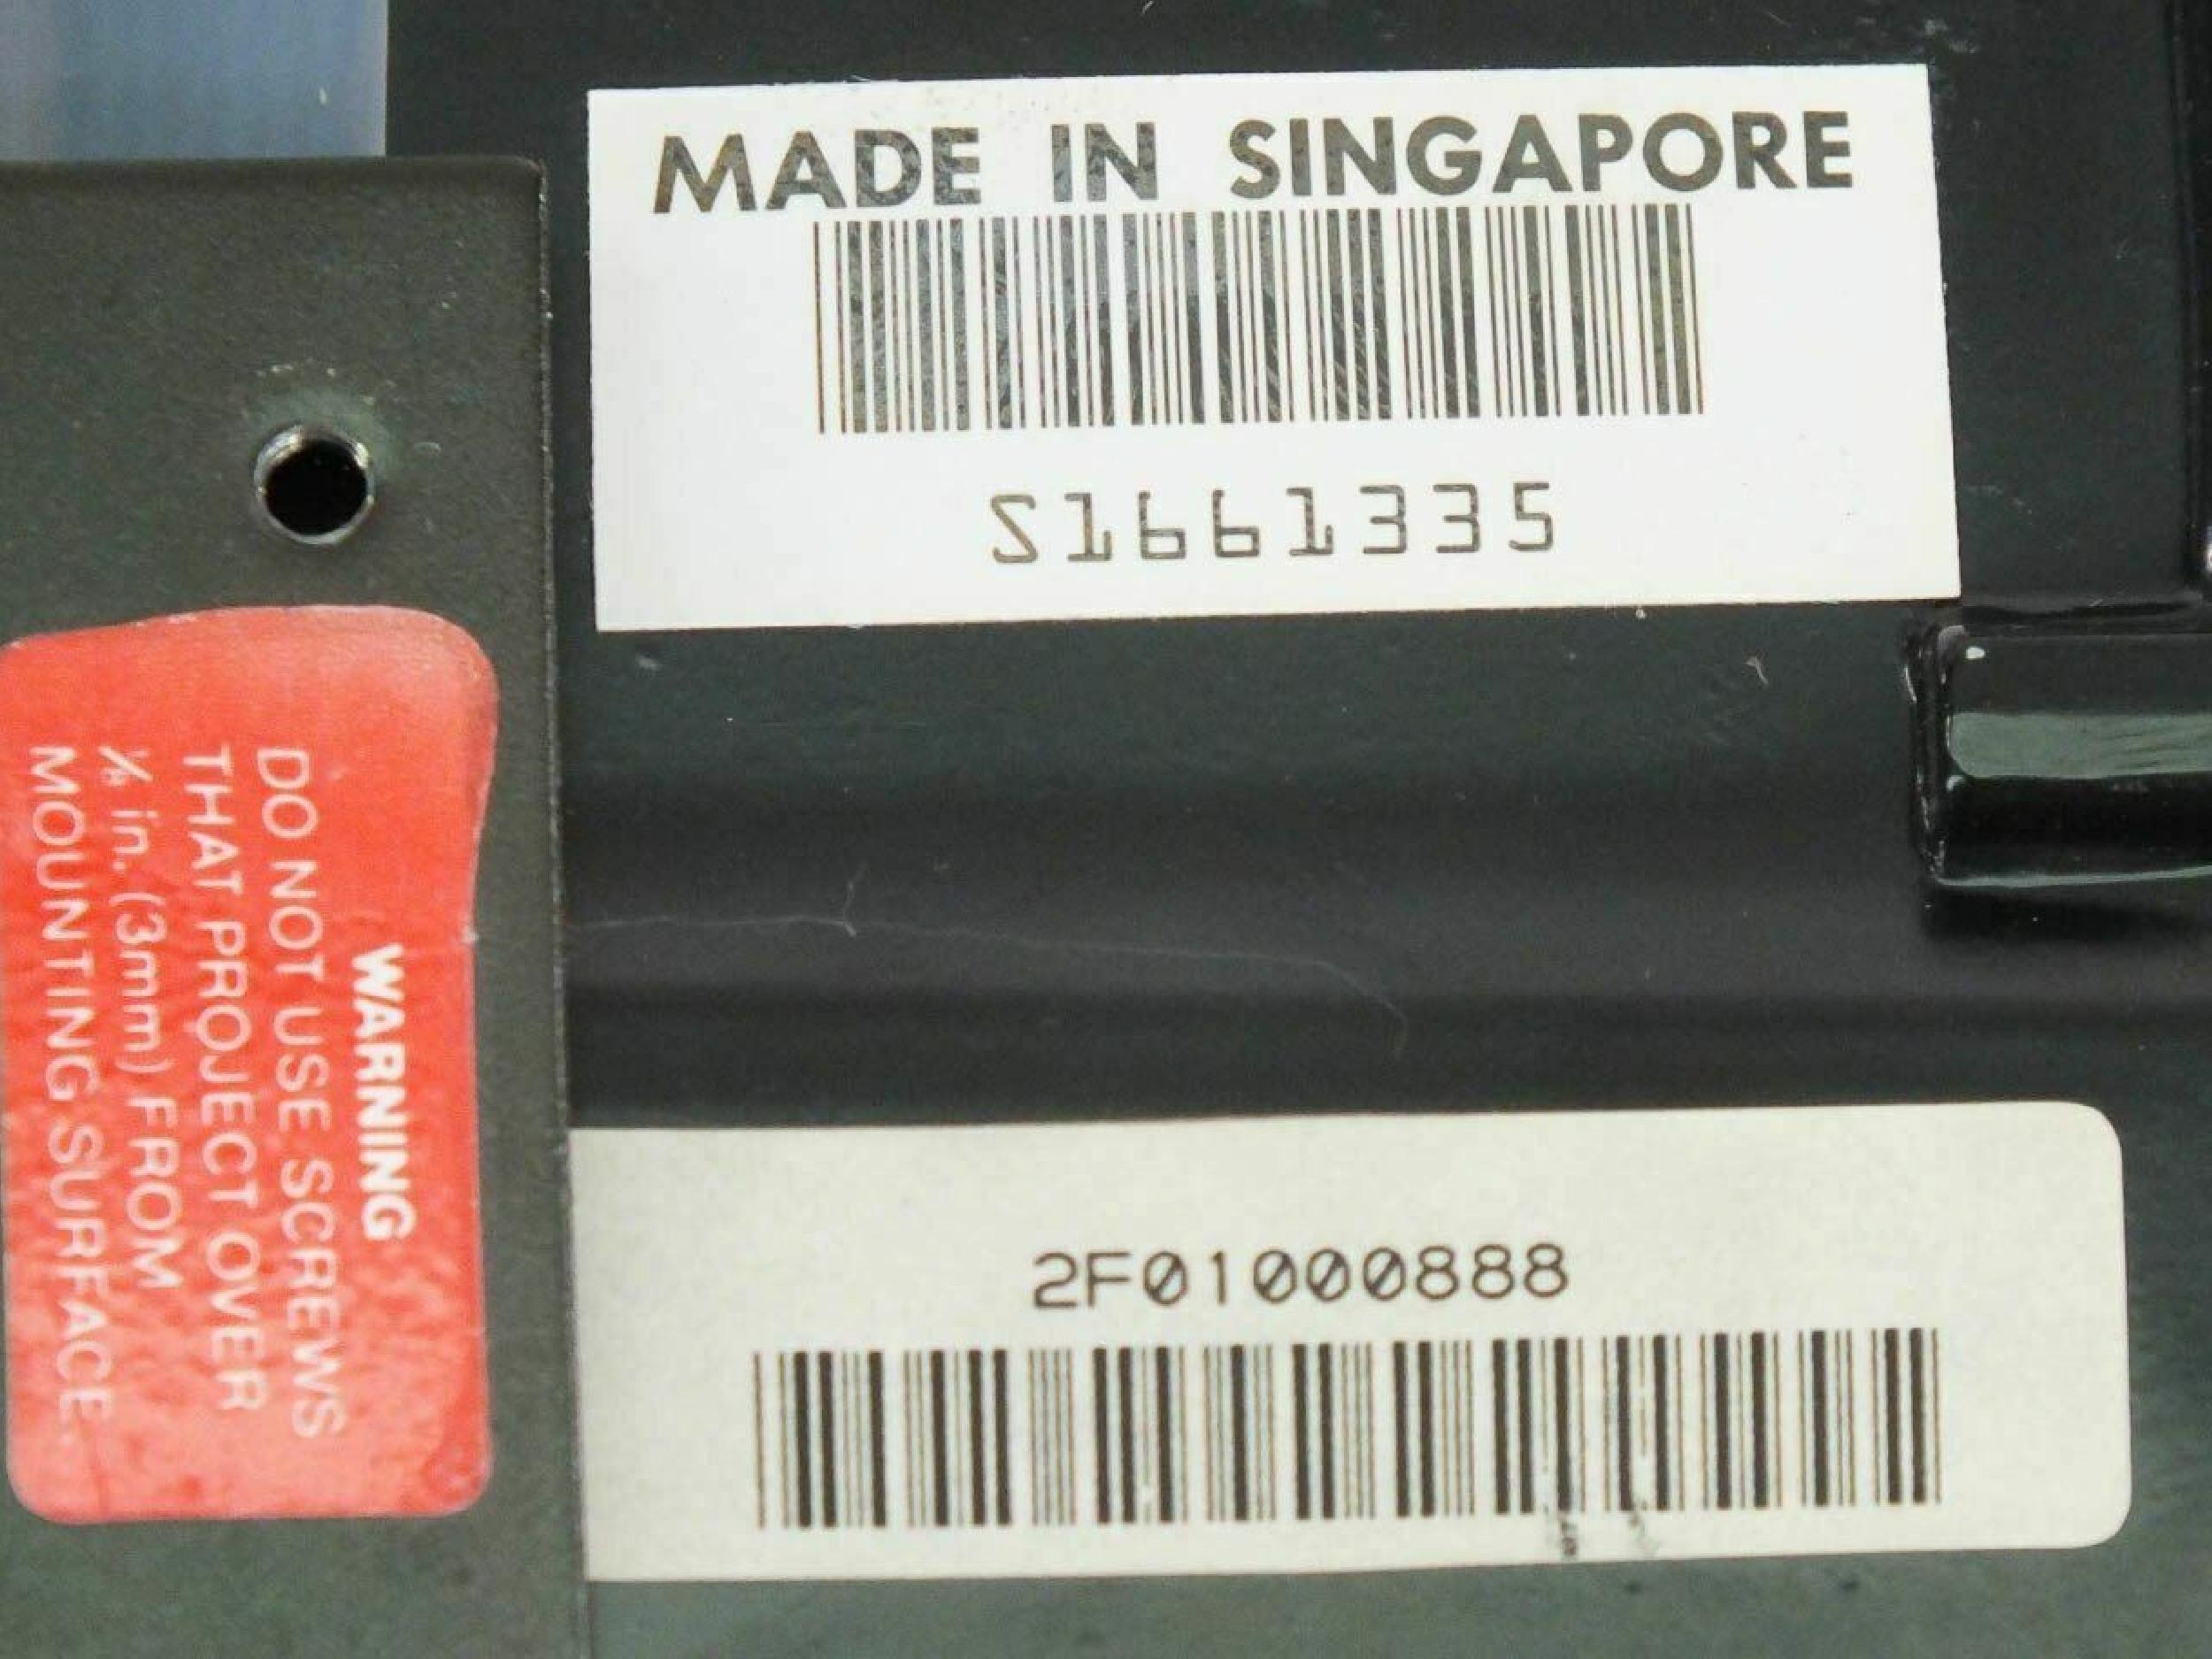 MADE IN SINGAPORE
S1661335
WARNING
DO NOT USE SCREWS
THAT PROJECT OVER
⅛ in. (3mm) FROM
MOUNTING SURFACE.
2F01000888